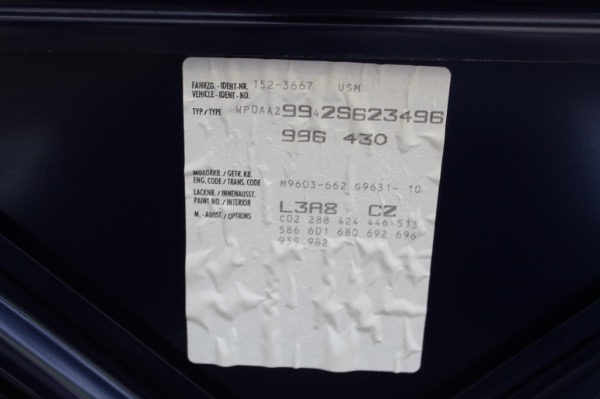 FAHRZG. - IDENT-NR. 152-3667 USM
VEHICLE - IDENT - NO.
TYP / TYPE WP0AA29942S623496
996 430
MOTORKB. / GETR. KB.
ENG. CODE / TRANS. CODE M9603-662 G9631- 10
LACKNR. / INNENAUSST.
PAINT NO. / INTERIOR L3A8 CZ
M. - AUSST. / OPTIONS C02 288 424 446 513
586 601 680 692 696
939 982